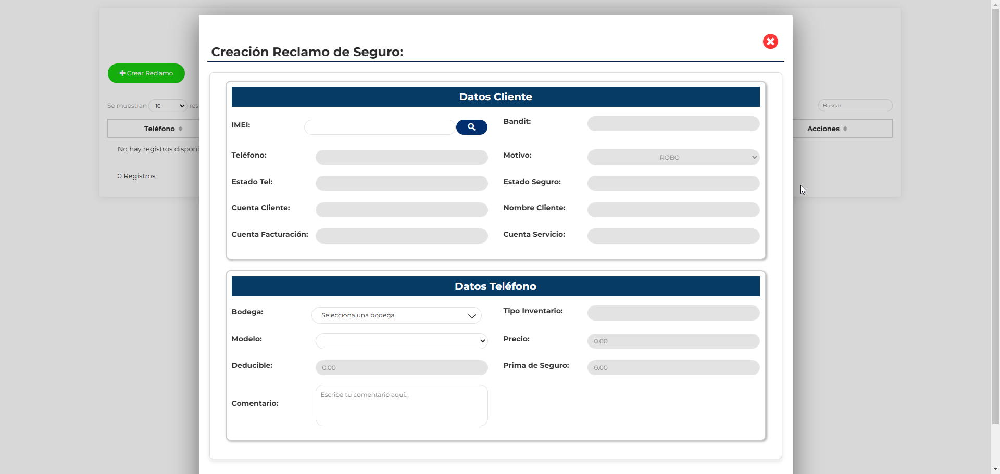 Creación Reclamo de Seguro:
Crear Reclamo
Se muestran 10 res
Buscar
Teléfono
Acciones
No hay registros disponi
0 Registros
Datos Cliente
IMEI:
Bandit:
Teléfono:
Motivo: ROBO
Estado Tel:
Estado Seguro:
Cuenta Cliente:
Nombre Cliente:
Cuenta Facturación:
Cuenta Servicio:
Datos Teléfono
Bodega: Selecciona una bodega
Tipo Inventario:
Modelo:
Precio: 0.00
Deducible: 0.00
Prima de Seguro: 0.00
Comentario: Escribe tu comentario aquí...